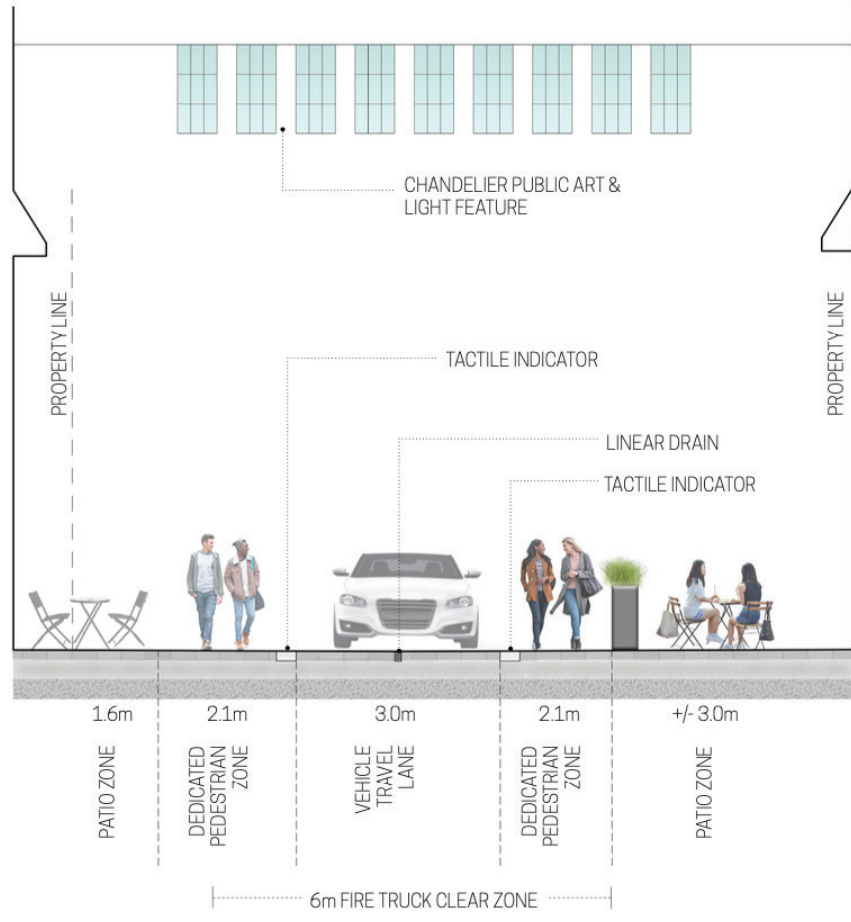 CHANDELIER PUBLIC ART &
LIGHT FEATURE
PROPERTY LINE
PROPERTY LINE
TACTILE INDICATOR
LINEAR DRAIN
TACTILE INDICATOR
1.6m
2.1m
3.0m
2.1m
+/- 3.0m
PATIO ZONE
DEDICATED
PEDESTRIAN
ZONE
VEHICLE
TRAVEL
LANE
DEDICATED
PEDESTRIAN
ZONE
PATIO ZONE
6m FIRE TRUCK CLEAR ZONE